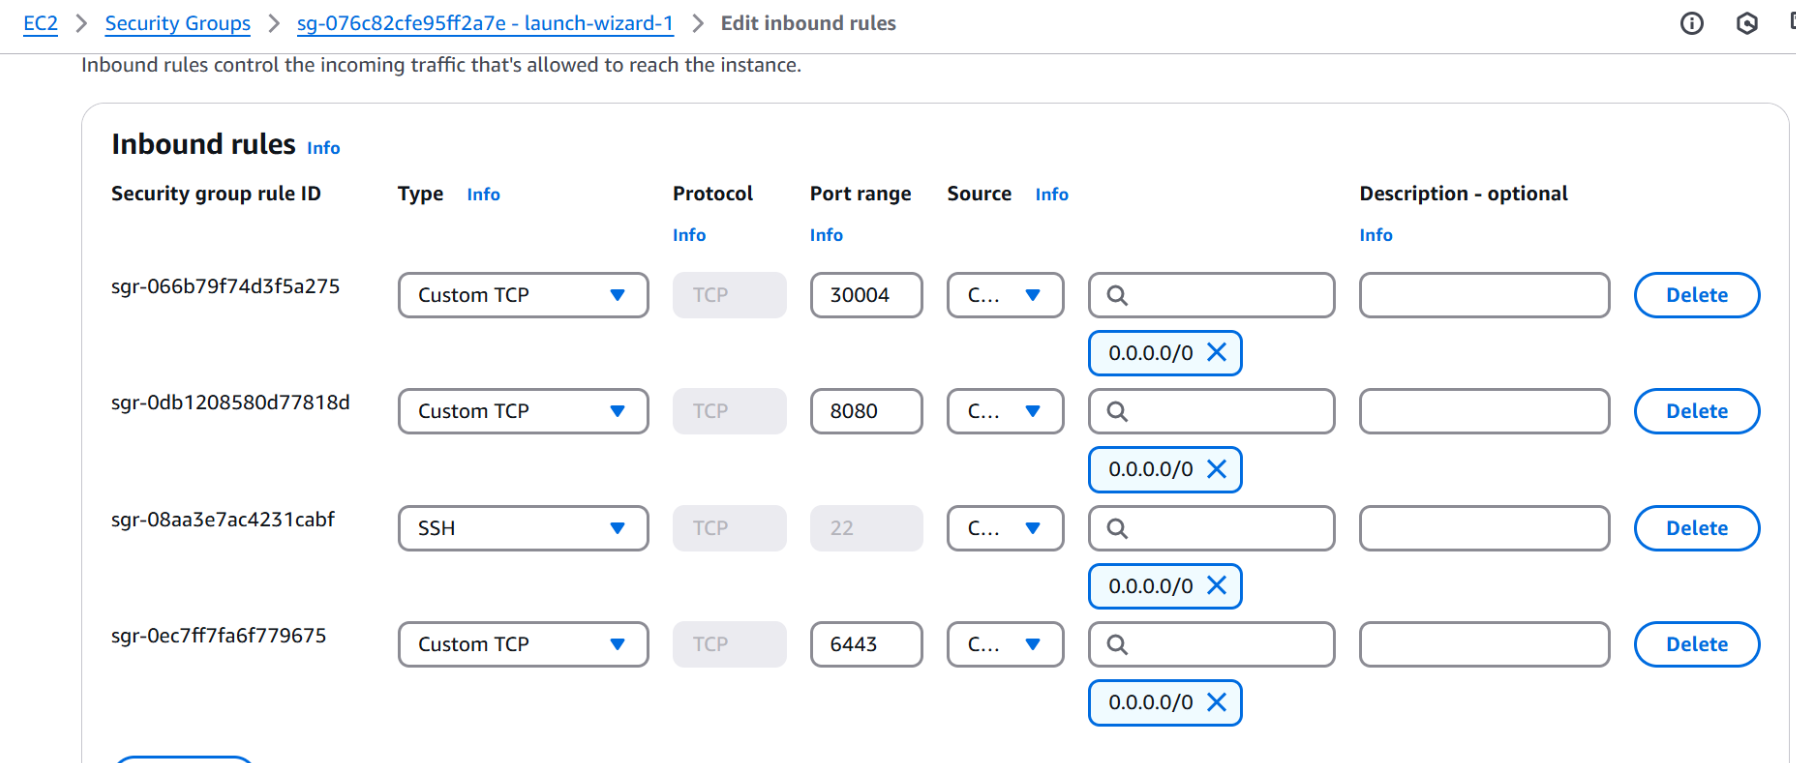 EC2 > Security Groups > sg-076c82cfe95ff2a7e - launch-wizard-1 > Edit inbound rules
Inbound rules control the incoming traffic that's allowed to reach the instance.
Inbound rules Info
Security group rule ID Type Info Protocol Port range Source Info Description - optional
Info Info Info
sgr-066b79f74d3f5a275 Custom TCP TCP 30004 C... Delete
0.0.0.0/0
sgr-0db1208580d77818d Custom TCP TCP 8080 C... Delete
0.0.0.0/0
sgr-08aa3e7ac4231cabf SSH TCP 22 C... Delete
0.0.0.0/0
sgr-0ec7ff7fa6f779675 Custom TCP TCP 6443 C... Delete
0.0.0.0/0